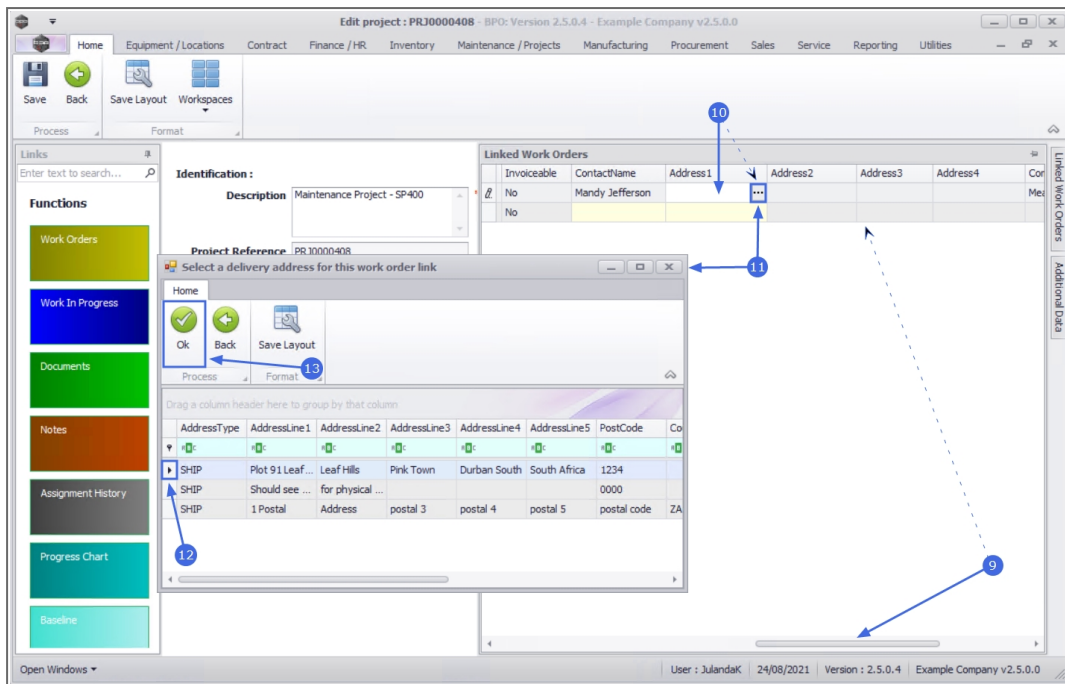 Edit project : PRJ0000408 - BPO: Version 2.5.0.4 - Example Company v2.5.0.0
Home Equipment / Locations Contract Finance / HR Inventory Maintenance / Projects Manufacturing Procurement Sales Service Reporting Utilities
Save Back Save Layout Workspaces
Process Format
10
Links
Enter text to search...
Functions
Work Orders
Work In Progress
Documents
Notes
Assignment History
Progress Chart
Baseline
Identification :
Description Maintenance Project - SP400
Project Reference PRJ0000408
Linked Work Orders
Invoiceable ContactName Address1 Address2 Address3 Address4 Con
No Mandy Jefferson ... Mea
No
Linked Work Orders
Additional Data
11
Select a delivery address for this work order link
Home
Ok Back Save Layout
Process Format
13
Drag a column header here to group by that column
AddressType AddressLine1 AddressLine2 AddressLine3 AddressLine4 AddressLine5 PostCode Co
SHIP Plot 91 Leaf... Leaf Hills Pink Town Durban South South Africa 1234
SHIP Should see ... for physical ... 0000
SHIP 1 Postal Address postal 3 postal 4 postal 5 postal code ZA
12
9
Open Windows User : JulandaK 24/08/2021 Version : 2.5.0.4 Example Company v2.5.0.0